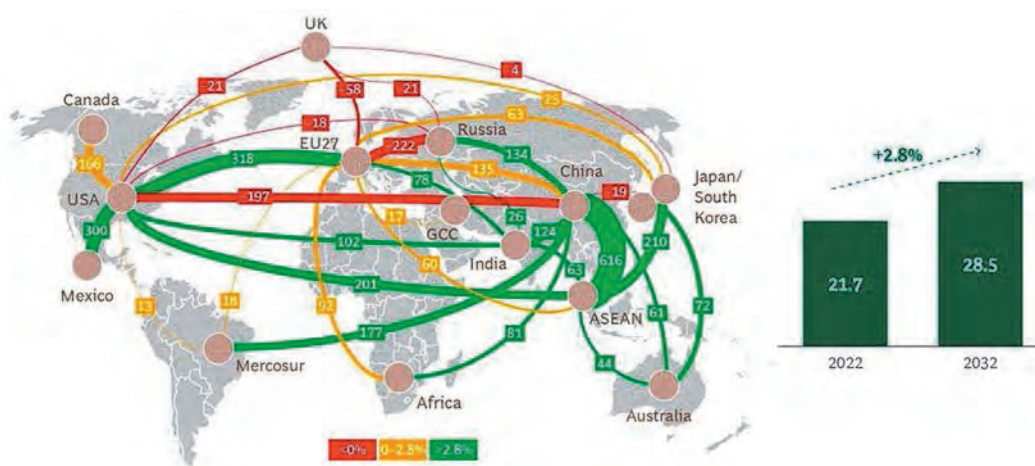 UK
-21
-58
-21
-4
25
Canada
166
-18
63
Russia
EU27
-222
318
134
China
135
78
USA
-197
-19
Japan/
South
Korea
17
GCC
26
300
102
124
India
63
616
210
60
201
Mexico
ASEAN
13
18
92
177
81
61
72
Mercosur
44
Africa
Australia
<0%
>2.8%
+2.8%
21.7
28.5
2022
2032